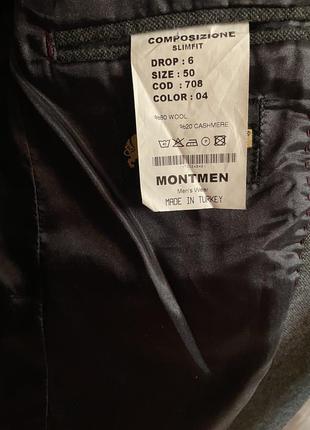 COMPOSIZIONE
SLIMFIT
DROP : 6
SIZE : 50
COD : 708
COLOR : 04
%80 WOOL
%20 CASHMERE
MONTMEN
Men's Wear
MADE IN TURKEY